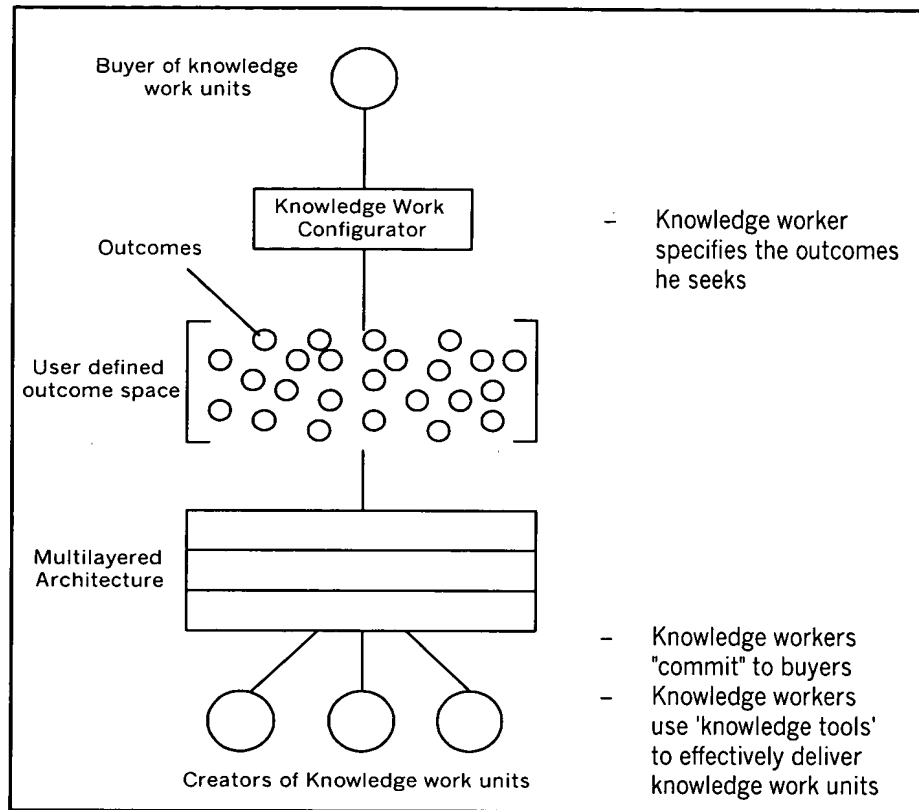 Buyer of knowledge
work units
Knowledge Work
Configurator
– Knowledge worker
specifies the outcomes
he seeks
Outcomes
User defined
outcome space
Multilayered
Architecture
– Knowledge workers
"commit" to buyers
– Knowledge workers
use 'knowledge tools'
to effectively deliver
knowledge work units
Creators of Knowledge work units